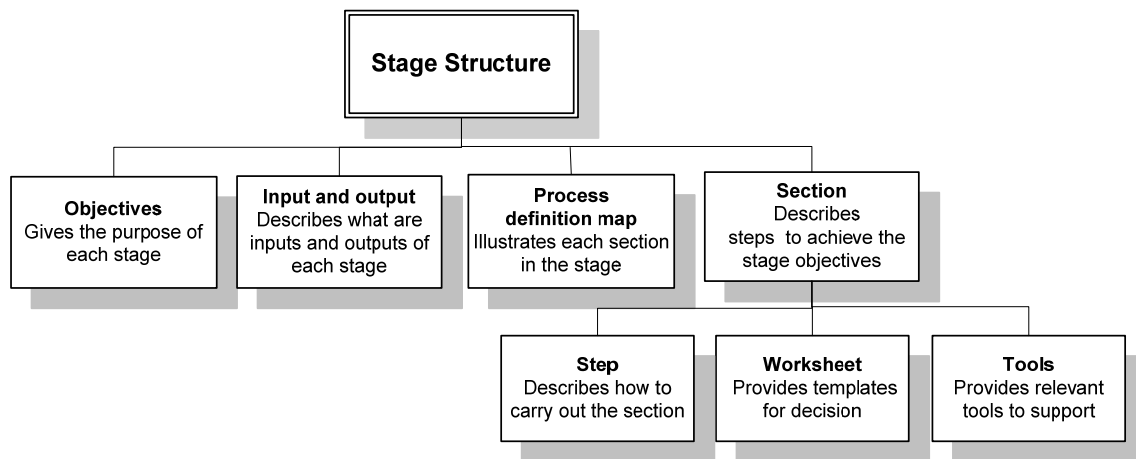 Stage Structure
Objectives
Gives the purpose of
each stage
Input and output
Describes what are
inputs and outputs of
each stage
Process
definition map
Illustrates each section
in the stage
Section
Describes
steps to achieve the
stage objectives
Step
Describes how to
carry out the section
Worksheet
Provides templates
for decision
Tools
Provides relevant
tools to support